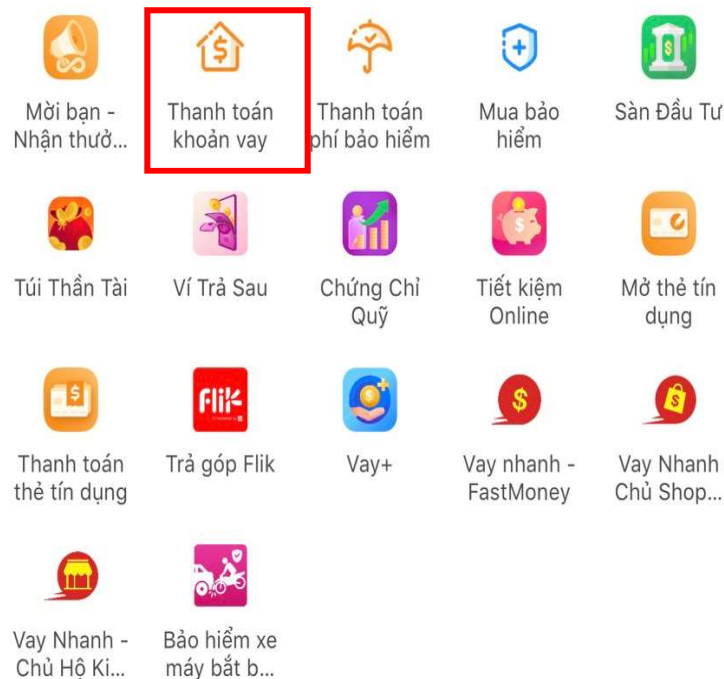 Mời bạn -
Nhận thưở...
Thanh toán
khoản vay
Thanh toán
phí bảo hiểm
Mua bảo
hiểm
Sàn Đầu Tư
Túi Thần Tài
Ví Trả Sau
Chứng Chỉ
Quỹ
Tiết kiệm
Online
Mở thẻ tín
dụng
Flik
Thanh toán
thẻ tín dụng
Trả góp Flik
Vay+
Vay nhanh -
FastMoney
Vay Nhanh
Chủ Shop...
Vay Nhanh -
Chủ Hộ Ki...
Bảo hiểm xe
máy bắt b...